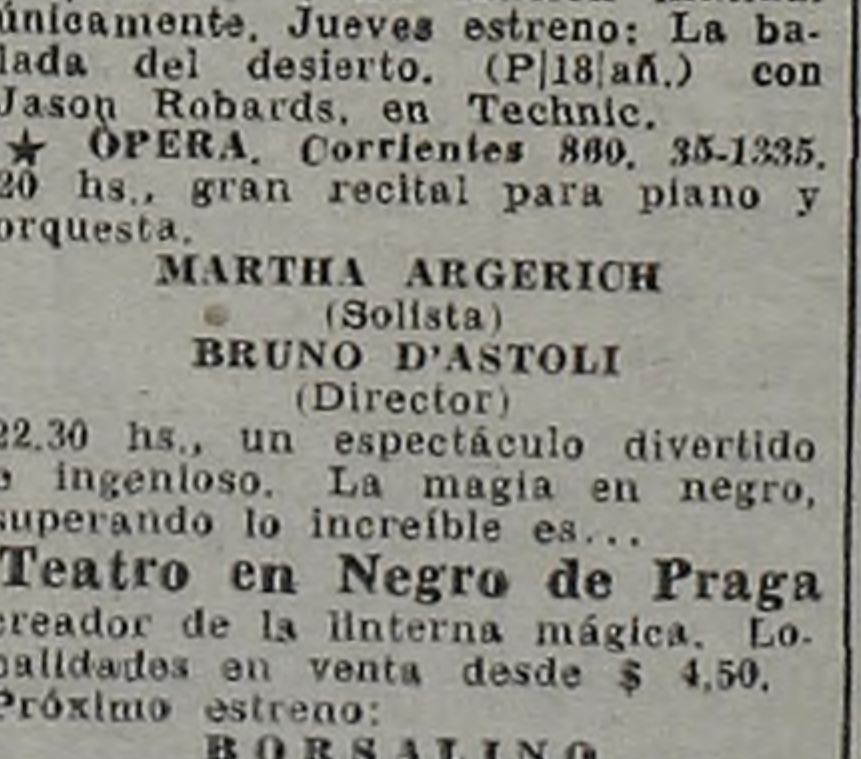 únicamente. Jueves estreno: La ba-
lada del desierto. (P|18|añ.) con
Jason Robards, en Technic.
★ OPERA. Corrientes 860. 35-1335.
20 hs., gran recital para piano y
orquesta.
MARTHA ARGERICH
(Solista)
BRUNO D'ASTOLI
(Director)
22.30 hs., un espectáculo divertido
e ingenioso. La magia en negro,
superando lo increíble es...
Teatro en Negro de Praga
creador de la linterna mágica. Lo-
calidades en venta desde $ 4,50.
Próximo estreno:
BORSALINO